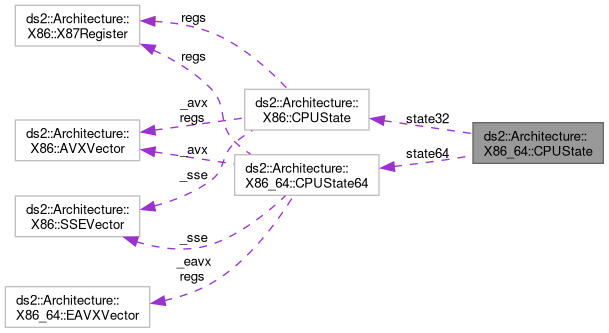 ds2::Architecture::
X86::X87Register
regs
regs
_avx
regs
ds2::Architecture::
X86::CPUState
state32
ds2::Architecture::
X86_64::CPUState
ds2::Architecture::
X86::AVXVector
_avx
state64
ds2::Architecture::
X86_64::CPUState64
_sse
ds2::Architecture::
X86::SSEVector
_sse
_eavx
regs
ds2::Architecture::
X86_64::EAVXVector